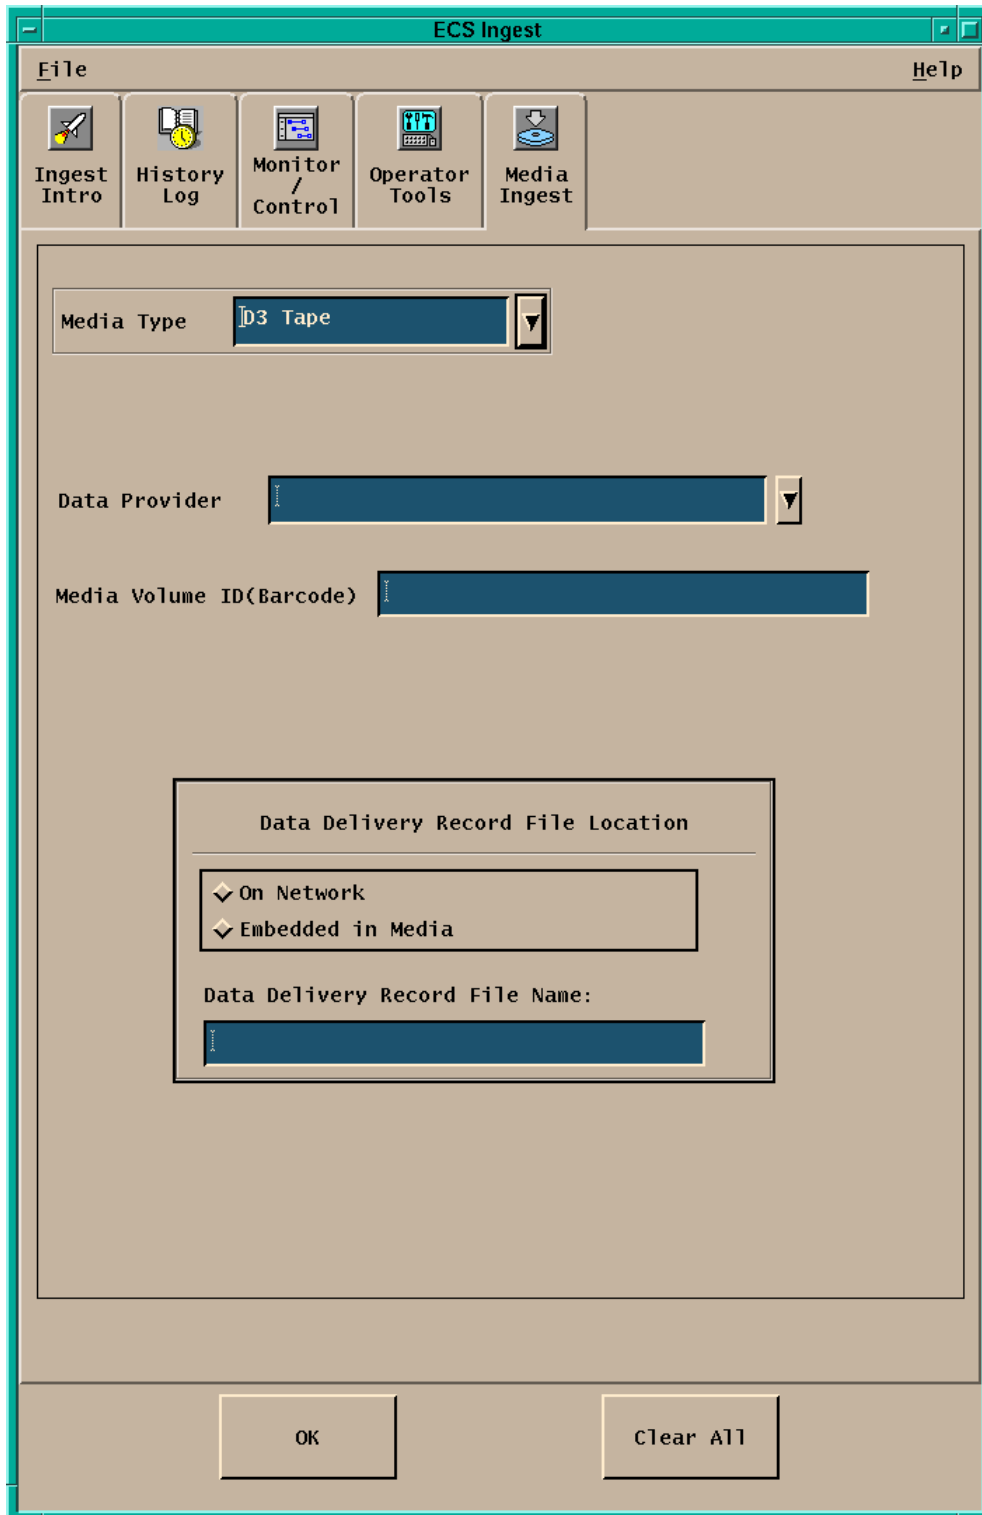 ECS Ingest
File Help
Ingest Intro
History Log
Monitor / Control
Operator Tools
Media Ingest
Media Type D3 Tape
Data Provider
Media Volume ID(Barcode)
Data Delivery Record File Location
On Network
Embedded in Media
Data Delivery Record File Name:
OK Clear All